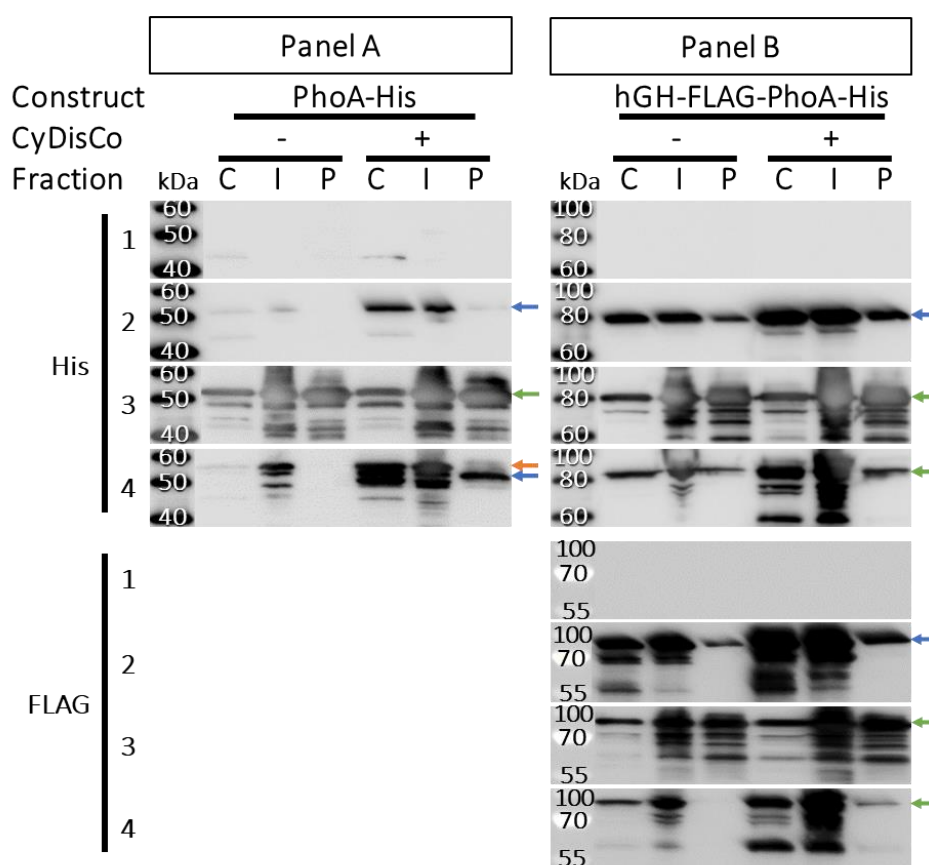 Panel A Panel B
Construct PhoA-His hGH-FLAG-PhoA-His
CyDisCo - + - +
Fraction kDa C I P C I P kDa C I P C I P
His
1 60 50 40 100 80 60
2 60 50 100 80 60
3 60 50 40 100 80 60
4 60 50 40 100 80 60
FLAG
1 100 70 55
2 100 70 55
3 100 70 55
4 100 70 55